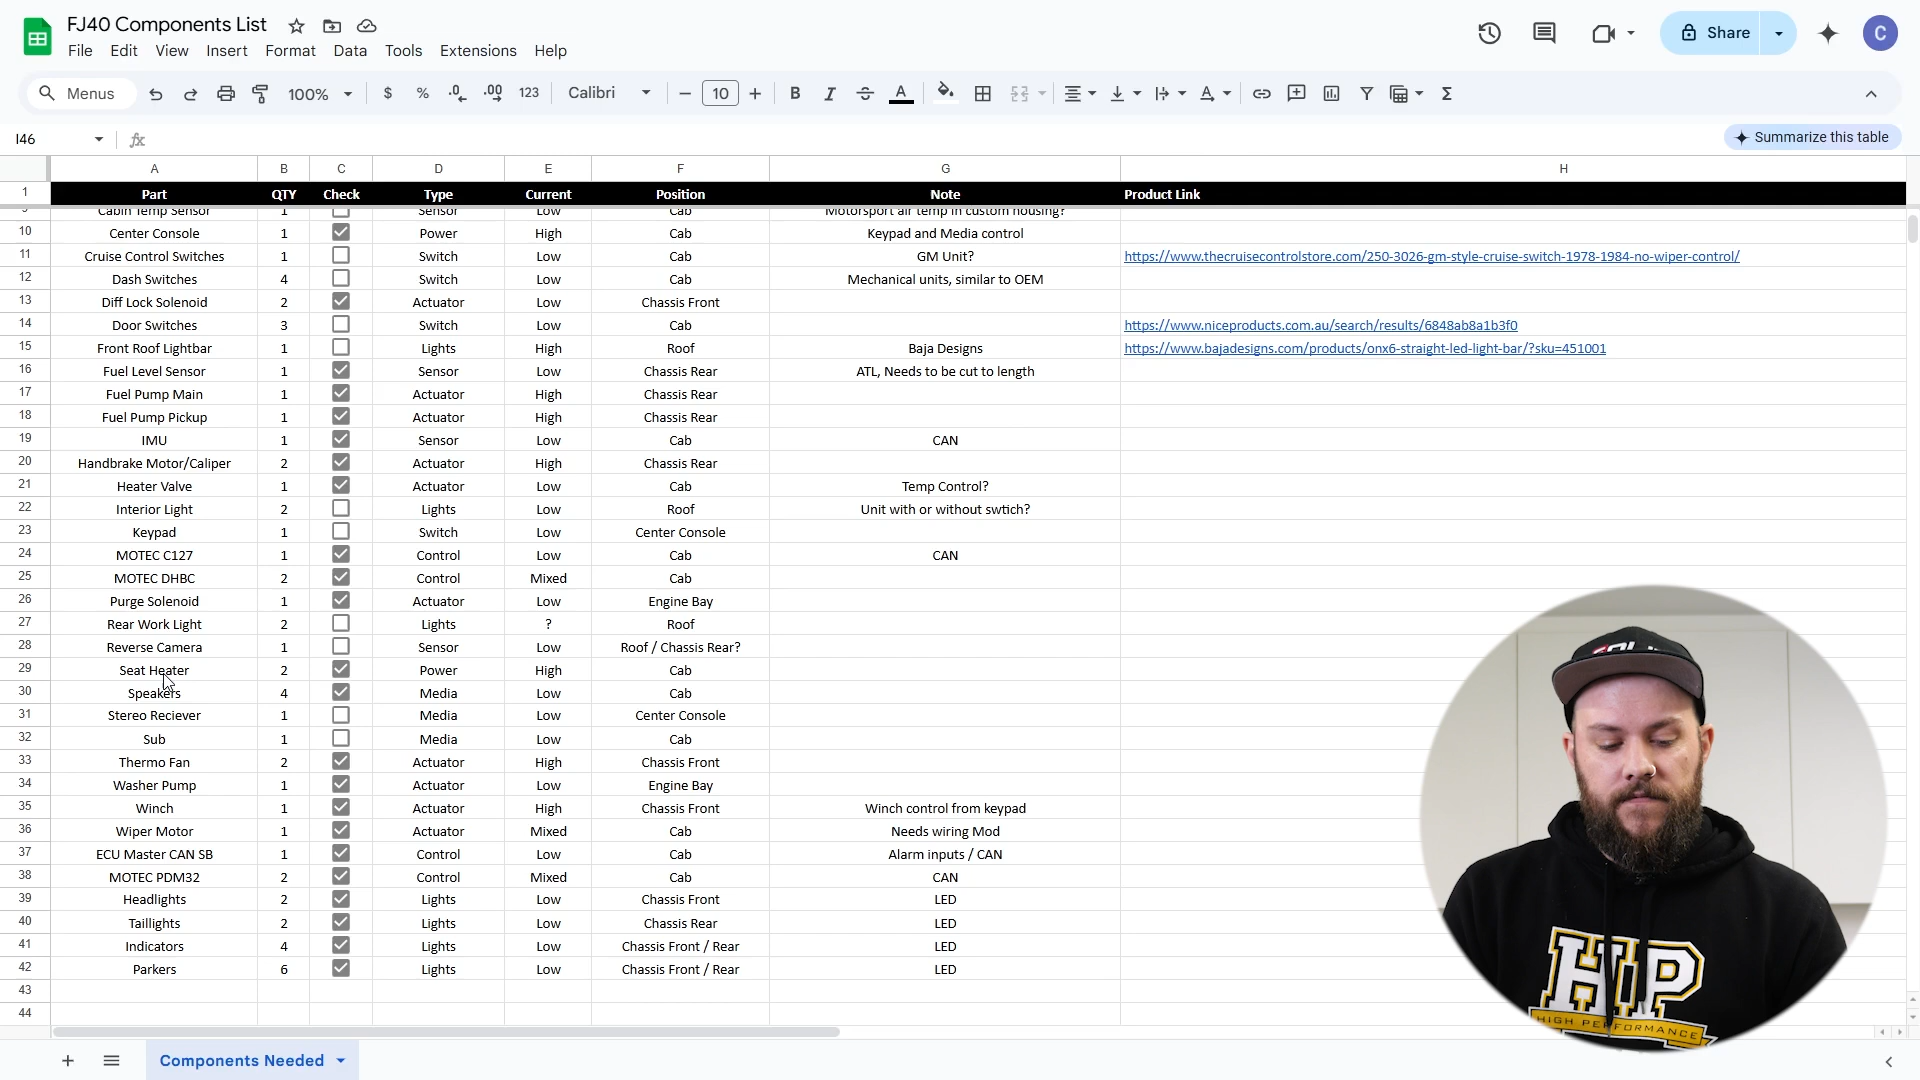 FJ40 Components List
File Edit View Insert Format Data Tools Extensions Help
Share
C
Menus 100% $ % .0 .00 123 Calibri 10 B I A Σ
I46 fx
Summarize this table
A B C D E F G H
1 Part QTY Check Type Current Position Note Product Link
Cabin Temp Sensor 1 Sensor Low Cab Motorsport air temp in custom housing?
10 Center Console 1 Power High Cab Keypad and Media control
11 Cruise Control Switches 1 Switch Low Cab GM Unit? https://www.thecruisecontrolstore.com/250-3026-gm-style-cruise-switch-1978-1984-no-wiper-control/
12 Dash Switches 4 Switch Low Cab Mechanical units, similar to OEM
13 Diff Lock Solenoid 2 Actuator Low Chassis Front
14 Door Switches 3 Switch Low Cab https://www.niceproducts.com.au/search/results/6848ab8a1b3f0
15 Front Roof Lightbar 1 Lights High Roof Baja Designs https://www.bajadesigns.com/products/onx6-straight-led-light-bar/?sku=451001
16 Fuel Level Sensor 1 Sensor Low Chassis Rear ATL, Needs to be cut to length
17 Fuel Pump Main 1 Actuator High Chassis Rear
18 Fuel Pump Pickup 1 Actuator High Chassis Rear
19 IMU 1 Sensor Low Cab CAN
20 Handbrake Motor/Caliper 2 Actuator High Chassis Rear
21 Heater Valve 1 Actuator Low Cab Temp Control?
22 Interior Light 2 Lights Low Roof Unit with or without swtich?
23 Keypad 1 Switch Low Center Console
24 MOTEC C127 1 Control Low Cab CAN
25 MOTEC DHBC 2 Control Mixed Cab
26 Purge Solenoid 1 Actuator Low Engine Bay
27 Rear Work Light 2 Lights ? Roof
28 Reverse Camera 1 Sensor Low Roof / Chassis Rear?
29 Seat Heater 2 Power High Cab
30 Speakers 4 Media Low Cab
31 Stereo Reciever 1 Media Low Center Console
32 Sub 1 Media Low Cab
33 Thermo Fan 2 Actuator High Chassis Front
34 Washer Pump 1 Actuator Low Engine Bay
35 Winch 1 Actuator High Chassis Front Winch control from keypad
36 Wiper Motor 1 Actuator Mixed Cab Needs wiring Mod
37 ECU Master CAN SB 1 Control Low Cab Alarm inputs / CAN
38 MOTEC PDM32 2 Control Mixed Cab CAN
39 Headlights 2 Lights Low Chassis Front LED
40 Taillights 2 Lights Low Chassis Rear LED
41 Indicators 4 Lights Low Chassis Front / Rear LED
42 Parkers 6 Lights Low Chassis Front / Rear LED
43
44
Components Needed
HP
HIGH PERFORMANCE